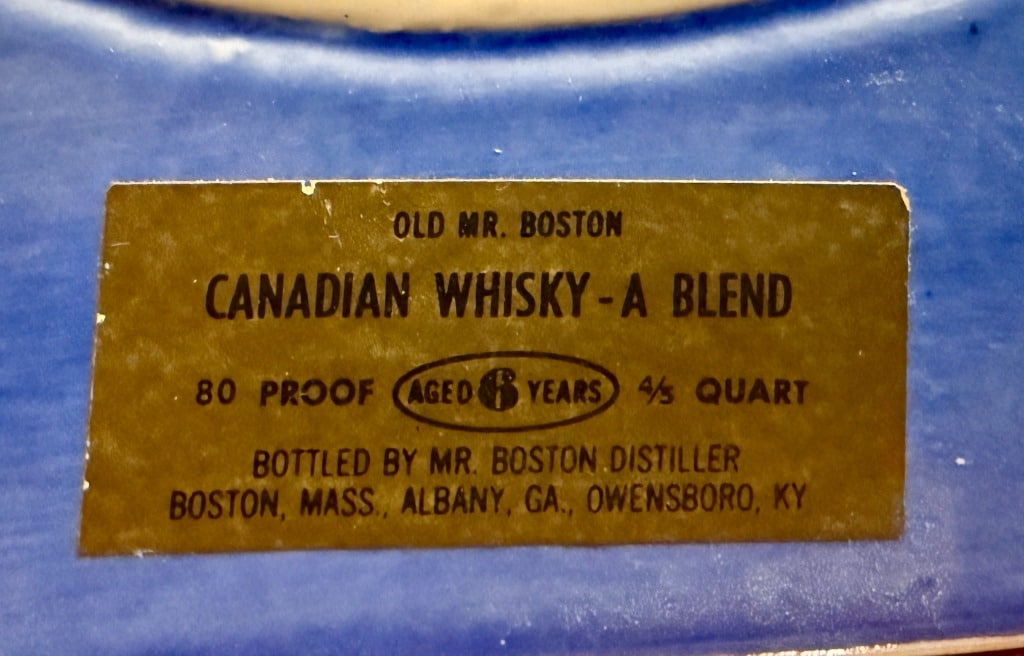 OLD MR. BOSTON
CANADIAN WHISKY - A BLEND
80 PROOF AGED 6 YEARS 4/5 QUART
BOTTLED BY MR. BOSTON DISTILLER
BOSTON, MASS., ALBANY, GA., OWENSBORO, KY